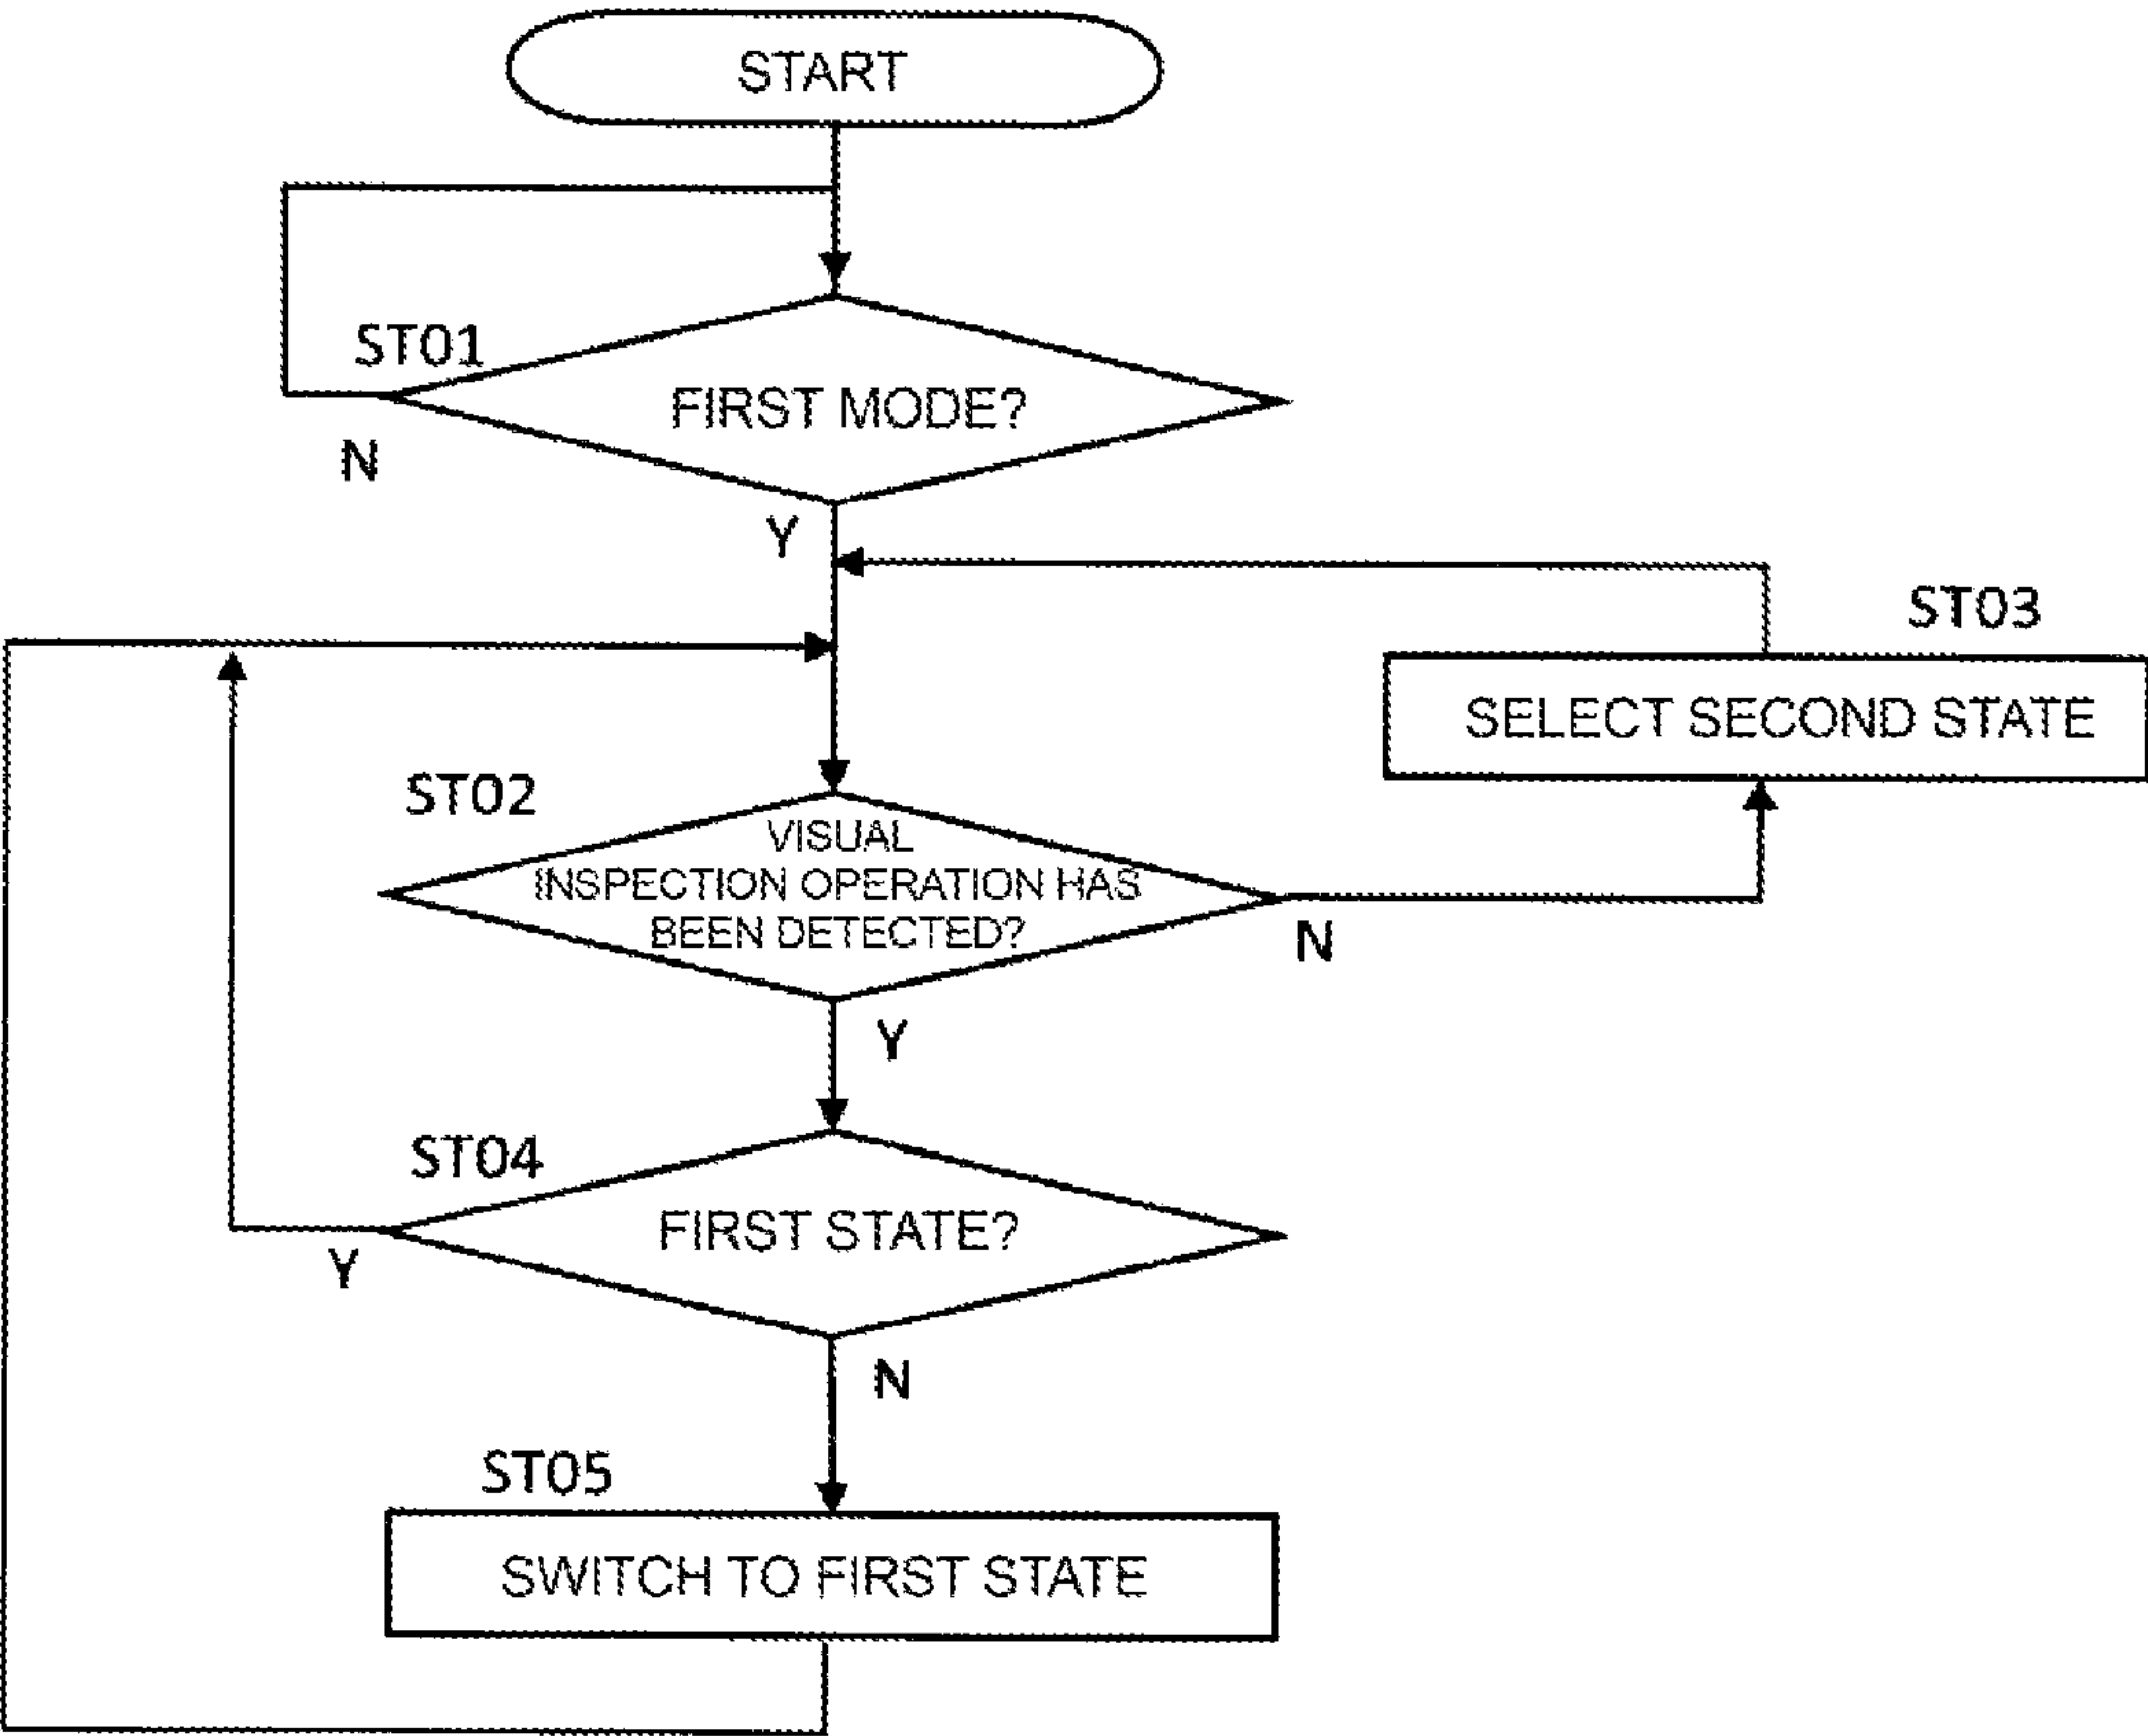 START
ST01
FIRST MODE?
N
Y
ST03
SELECT SECOND STATE
ST02
VISUAL
INSPECTION OPERATION HAS
BEEN DETECTED?
N
Y
ST04
FIRST STATE?
Y
N
ST05
SWITCH TO FIRST STATE